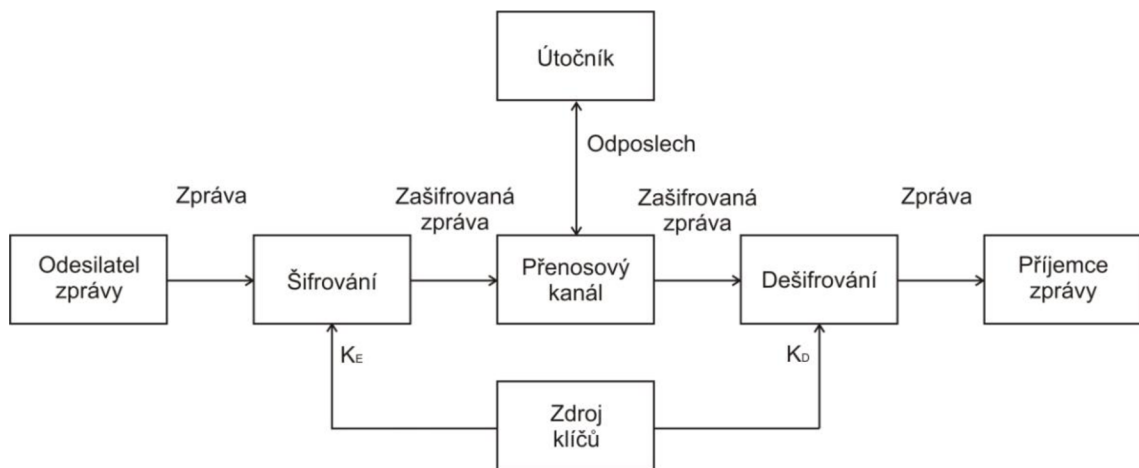 Útočník
Odposlech
Zpráva
Zašifrovaná
zpráva
Zašifrovaná
zpráva
Zpráva
Odesilatel
zprávy
Šifrování
Přenosový
kanál
Dešifrování
Příjemce
zprávy
KE
KD
Zdroj
klíčů